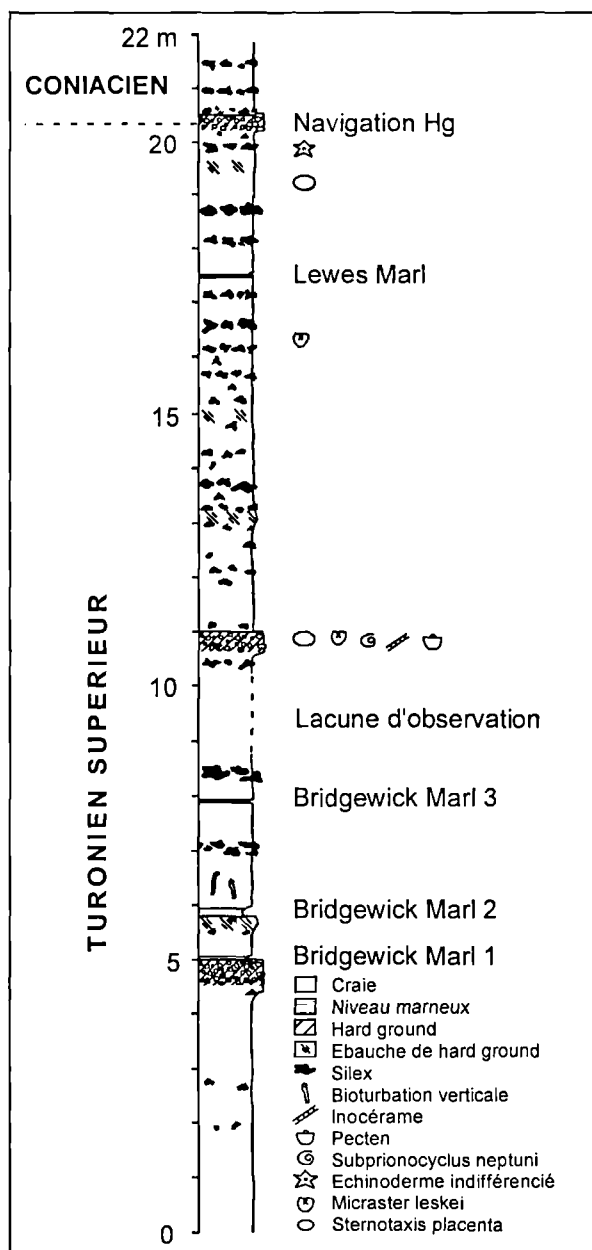 22 m
CONIACIEN
Navigation Hg
20
Lewes Marl
15
10
Lacune d'observation
Bridgewick Marl 3
TURONIEN SUPERIEUR
Bridgewick Marl 2
Bridgewick Marl 1
5
Craie
Niveau marneux
Hard ground
Ebauche de hard ground
Silex
Bioturbation verticale
Inocérame
Pecten
Subprionocyclus neptuni
Echinoderme indifférencié
Micraster leskei
Sternotaxis placenta
0